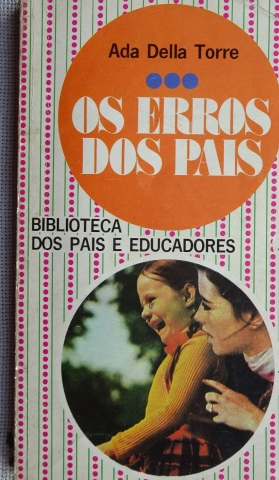 Ada Della Torre
OS ERROS
DOS PAIS
BIBLIOTECA
DOS PAIS E EDUCADORES